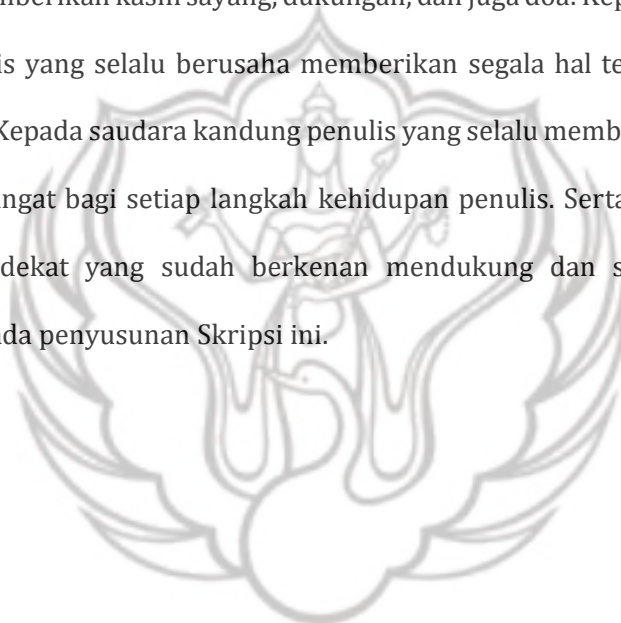 mberikan kasih sayang, dukungan, dan juga doa. Kep
is yang selalu berusaha memberikan segala hal te
Kepada saudara kandung penulis yang selalu memb
ngat bagi setiap langkah kehidupan penulis. Serta
dekat yang sudah berkenan mendukung dan s
da penyusunan Skripsi ini.